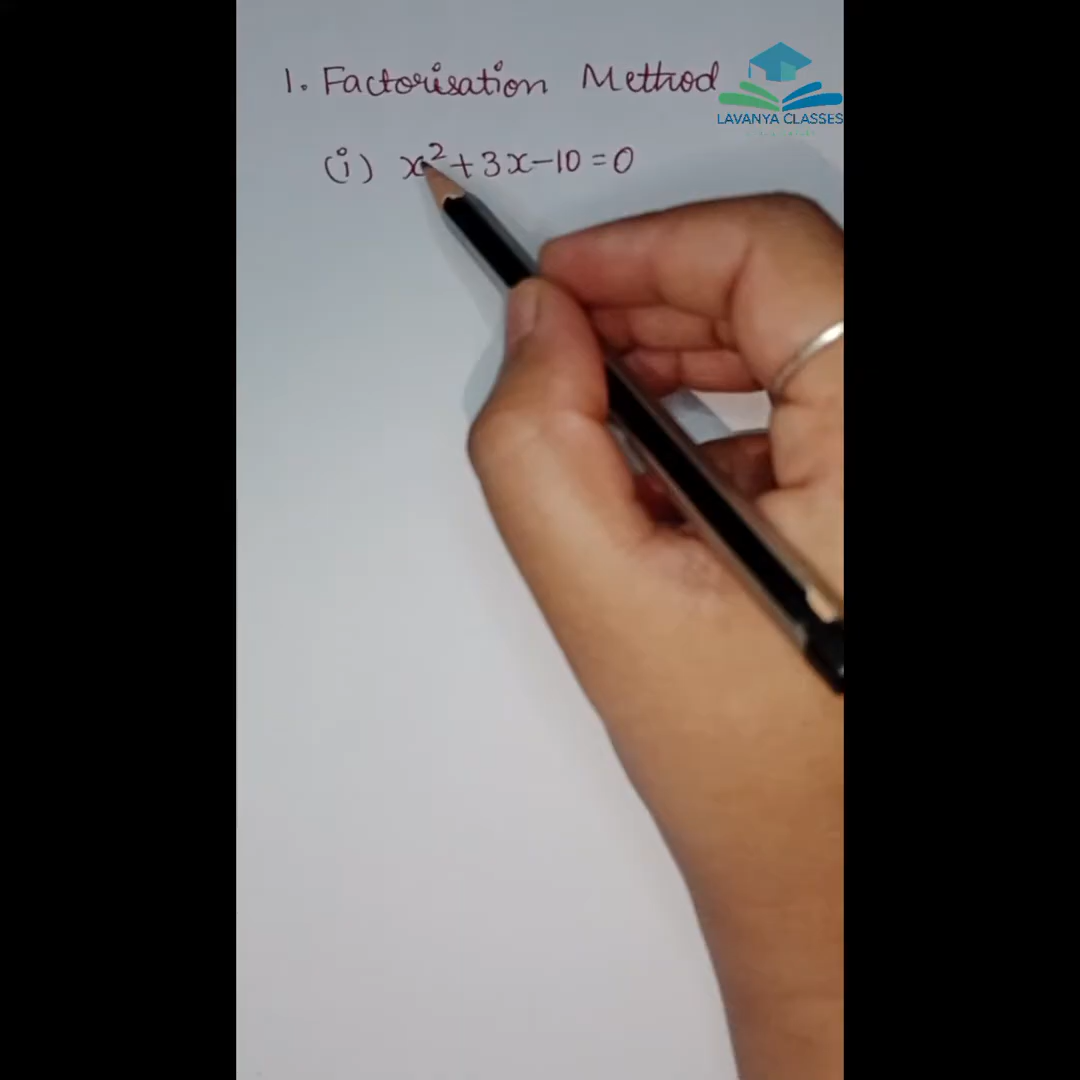 1. Factorisation Method
LAVANYA CLASSES
(i) x²+3x-10=0